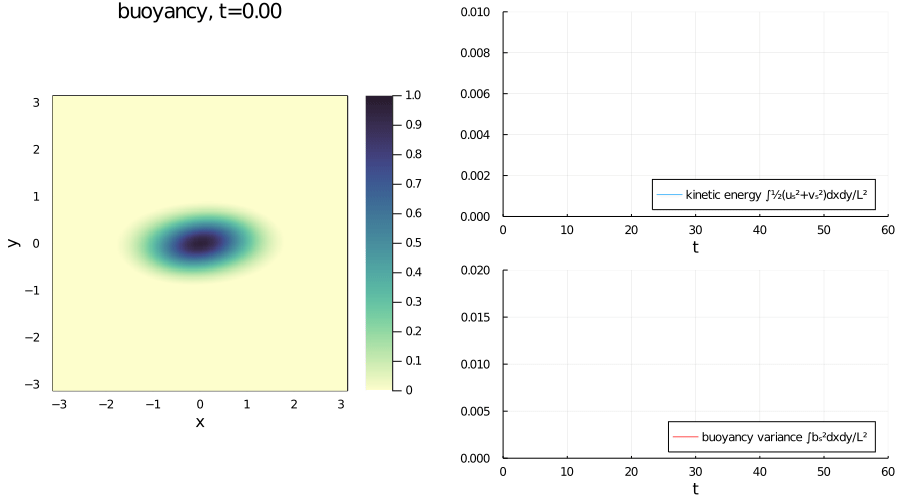 buoyancy, t=0.00
3
2
1
0
−1
−2
−3
y
−3 −2 −1 0 1 2 3
x
1.0
0.9
0.8
0.7
0.6
0.5
0.4
0.3
0.2
0.1
0
0.010
0.008
0.006
0.004
0.002
0.000
kinetic energy ∫½(uₛ²+vₛ²)dxdy/L²
0 10 20 30 40 50 60
t
0.020
0.015
0.010
0.005
0.000
buoyancy variance ∫bₛ²dxdy/L²
0 10 20 30 40 50 60
t